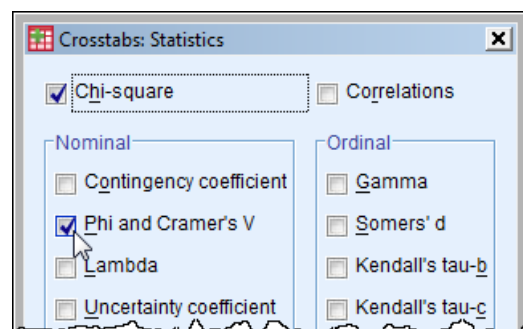 Crosstabs: Statistics
Chi-square
Correlations
Nominal
Ordinal
Contingency coefficient
Gamma
Phi and Cramer's V
Somers' d
Lambda
Kendall's tau-b
Uncertainty coefficient
Kendall's tau-c